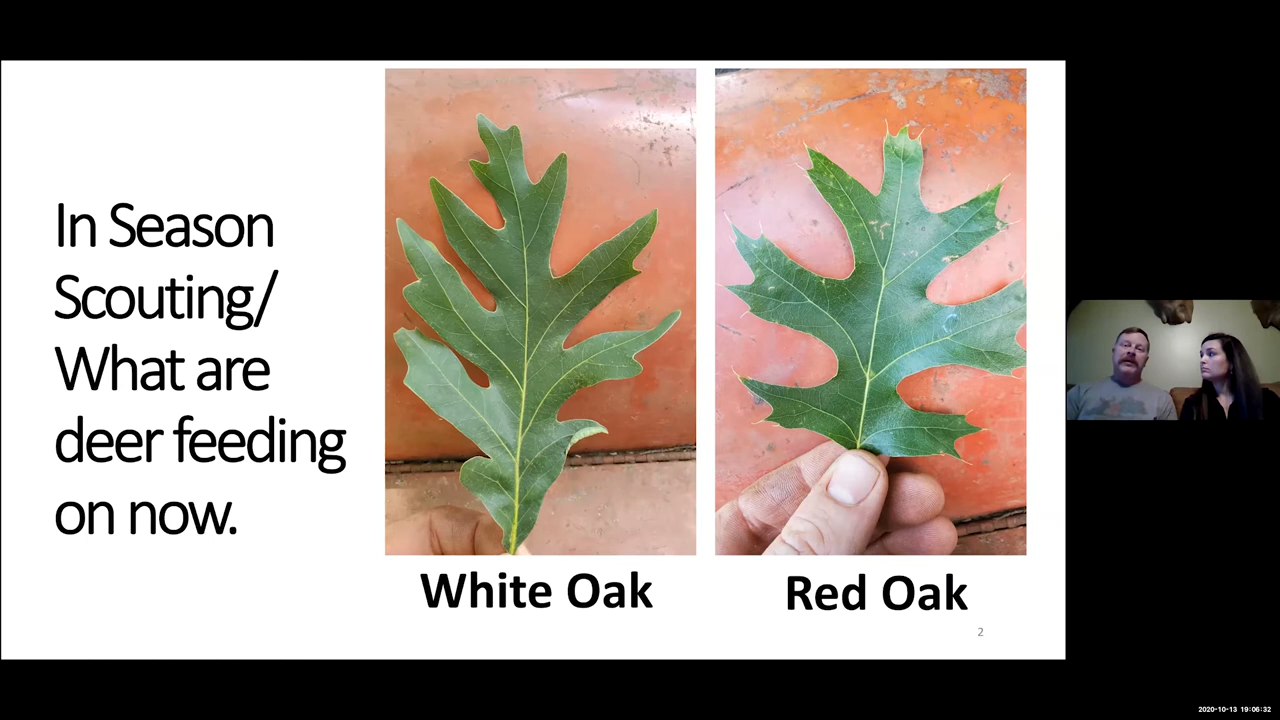 In Season
Scouting/
What are
deer feeding
on now.
White Oak
Red Oak
2
2020-10-13 19:06:32